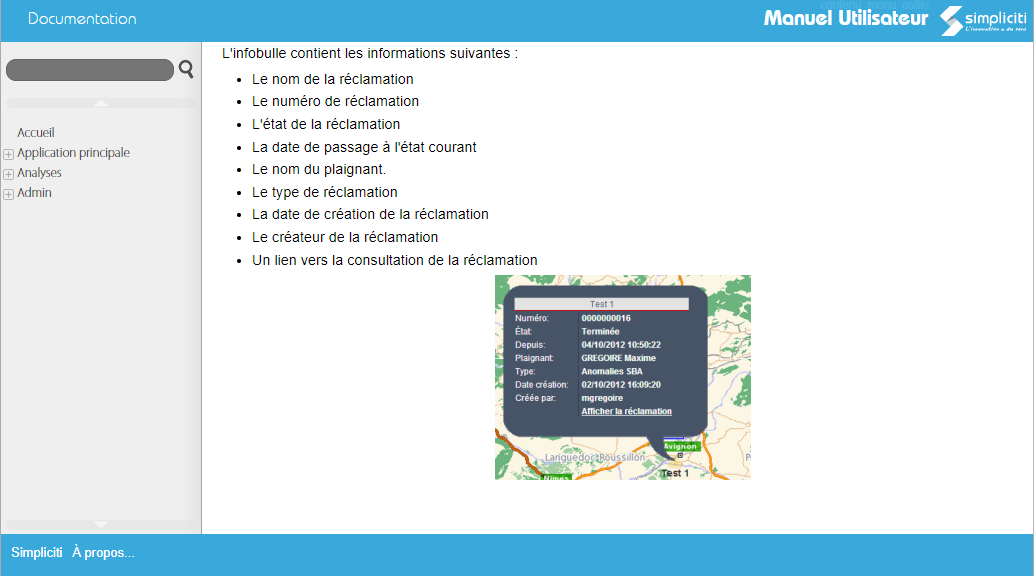 Documentation
contenu menu outils
Manuel Utilisateur
simpliciti
L'innovation a du sens
L'infobulle contient les informations suivantes :
• Le nom de la réclamation
• Le numéro de réclamation
• L'état de la réclamation
• La date de passage à l'état courant
• Le nom du plaignant.
• Le type de réclamation
• La date de création de la réclamation
• Le créateur de la réclamation
• Un lien vers la consultation de la réclamation
Accueil
Application principale
Analyses
Admin
Test 1
Numéro: 0000000016
État: Terminée
Depuis: 04/10/2012 10:50:22
Plaignant: GREGOIRE Maxime
Type: Anomalies SBA
Date création: 02/10/2012 16:09:20
Créée par: mgregoire
Afficher la réclamation
Avignon
Languedoc-Roussillon
P
Test 1
Nimes
Simpliciti À propos...